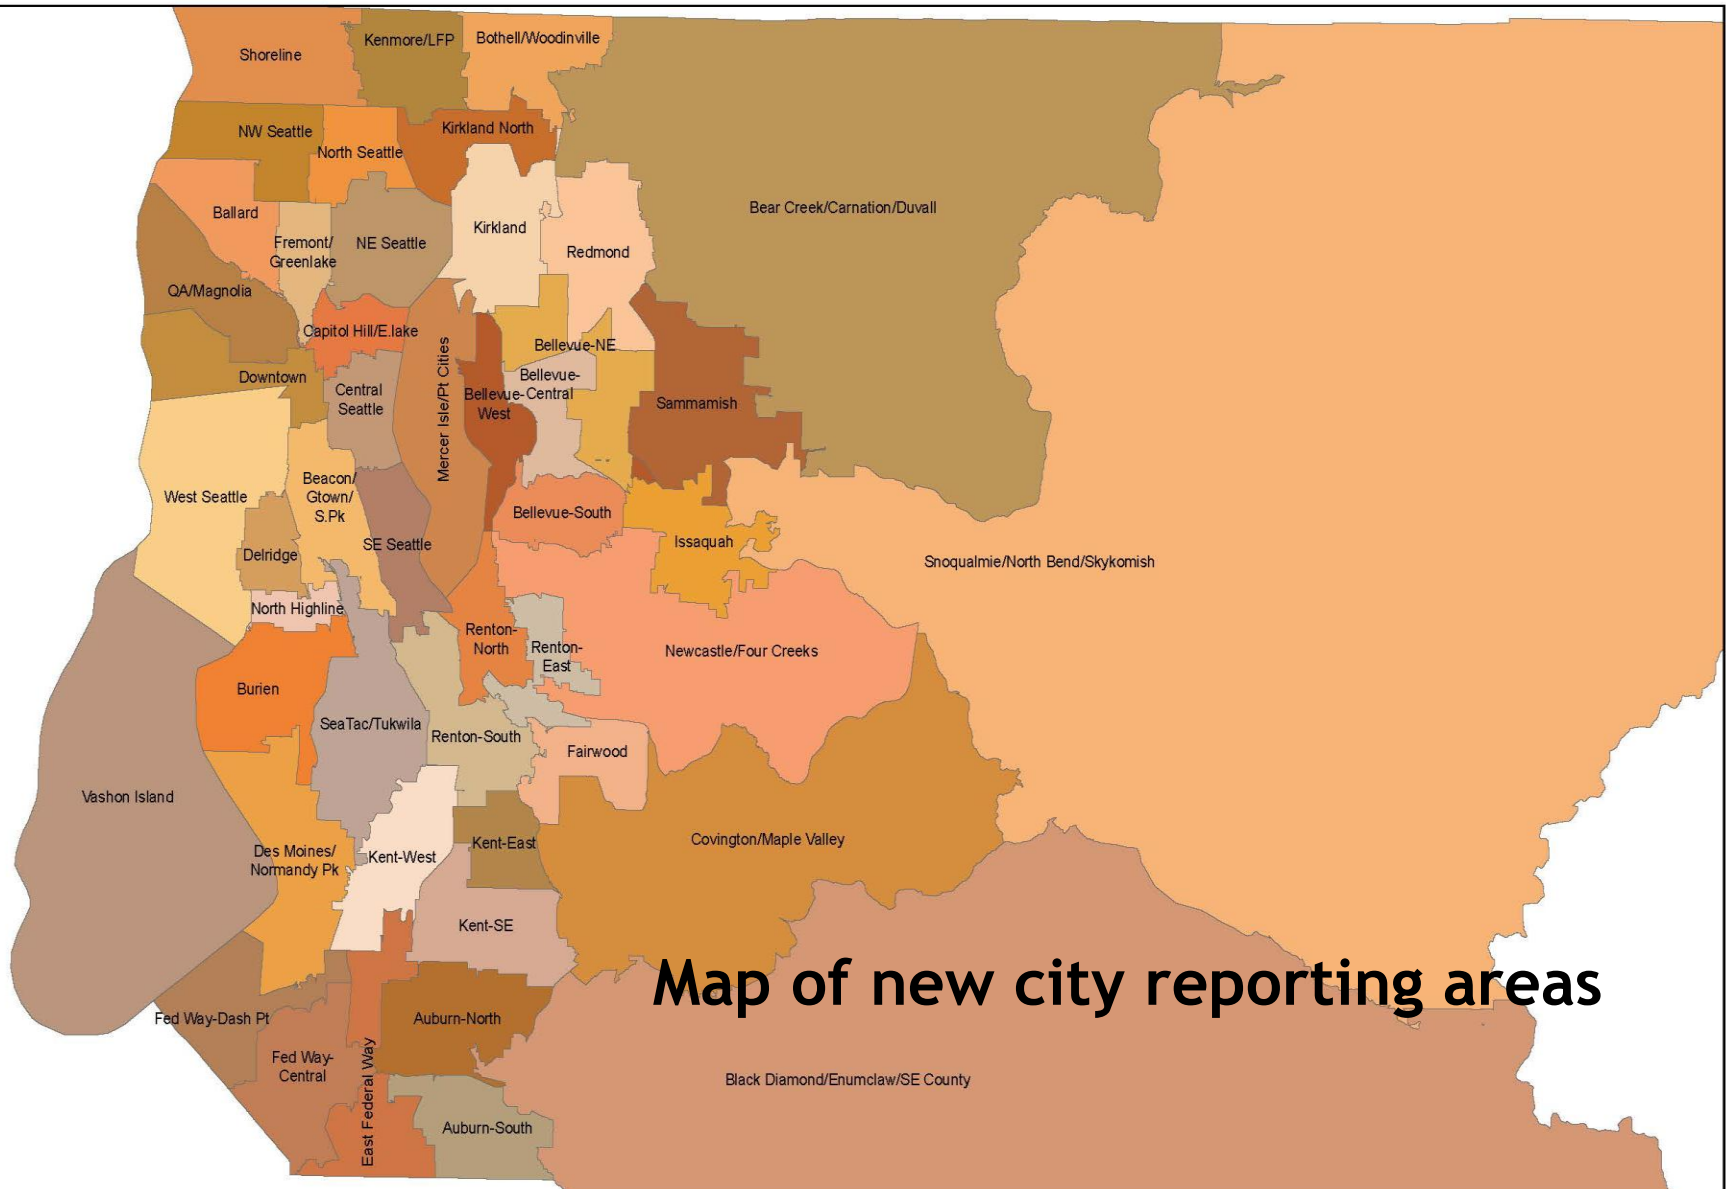 Shoreline
Kenmore/LFP
Bothell/Woodinville
NW Seattle
North Seattle
Kirkland North
Ballard
Fremont/
Greenlake
NE Seattle
Kirkland
Redmond
Bear Creek/Carnation/Duvall
QA/Magnolia
Capitol Hill/E.lake
Mercer Isle/Pt Cities
Bellevue-NE
Downtown
Central
Seattle
Bellevue-
West
Bellevue-
Central
Sammamish
West Seattle
Beacon/
Gtown/
S.Pk
Bellevue-South
Delridge
SE Seattle
Issaquah
Snoqualmie/North Bend/Skykomish
North Highline
Renton-
North
Renton-
East
Newcastle/Four Creeks
Burien
SeaTac/Tukwila
Renton-South
Fairwood
Vashon Island
Des Moines/
Normandy Pk
Kent-West
Kent-East
Covington/Maple Valley
Kent-SE
Map of new city reporting areas
Fed Way-Dash Pt
Auburn-North
Fed Way-
Central
East Federal Way
Black Diamond/Enumclaw/SE County
Auburn-South